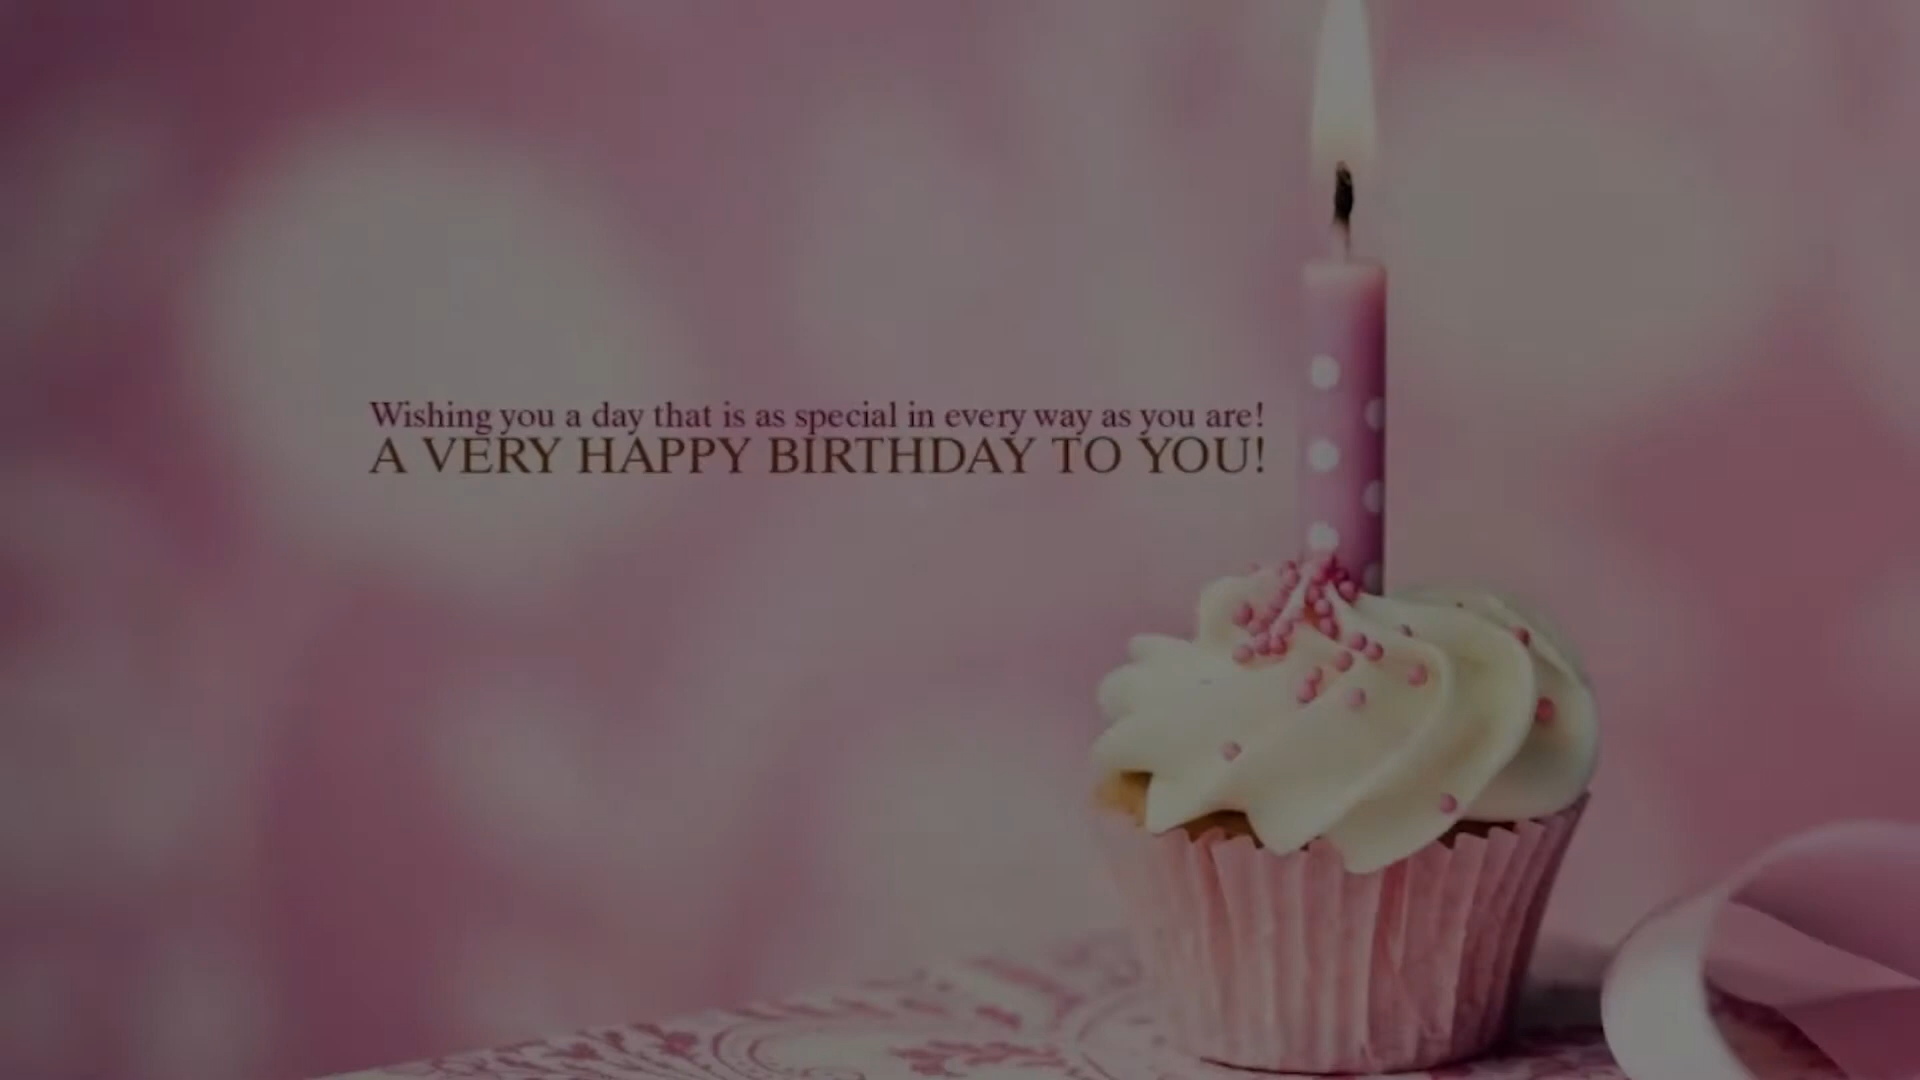 Wishing you a day that is as special in every way as you are!
A VERY HAPPY BIRTHDAY TO YOU!